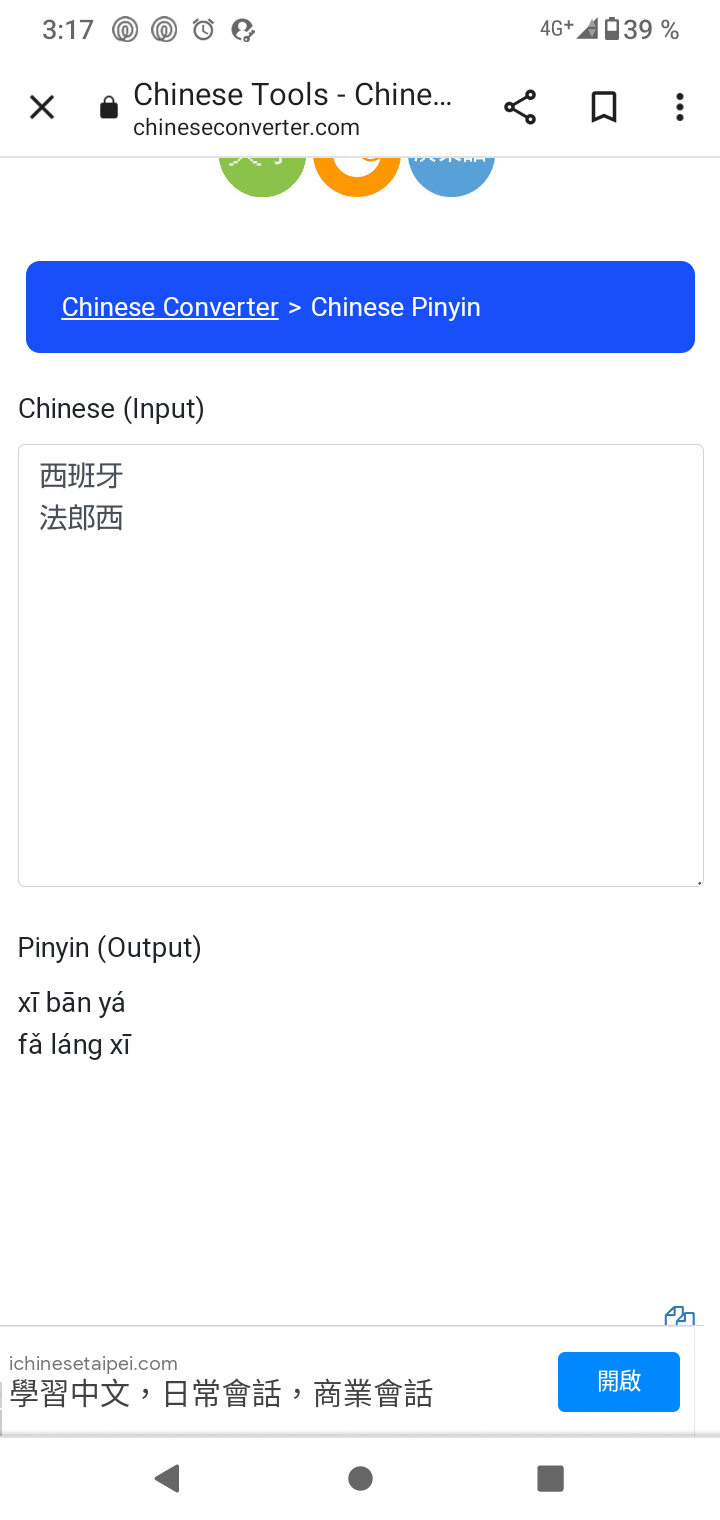 3:17
4G+ 39 %
Chinese Tools - Chine...
chineseconverter.com
Chinese Converter > Chinese Pinyin
Chinese (Input)
西班牙
法郎西
Pinyin (Output)
xī bān yá
fǎ láng xī
ichinesetaipei.com
學習中文，日常會話，商業會話
開啟